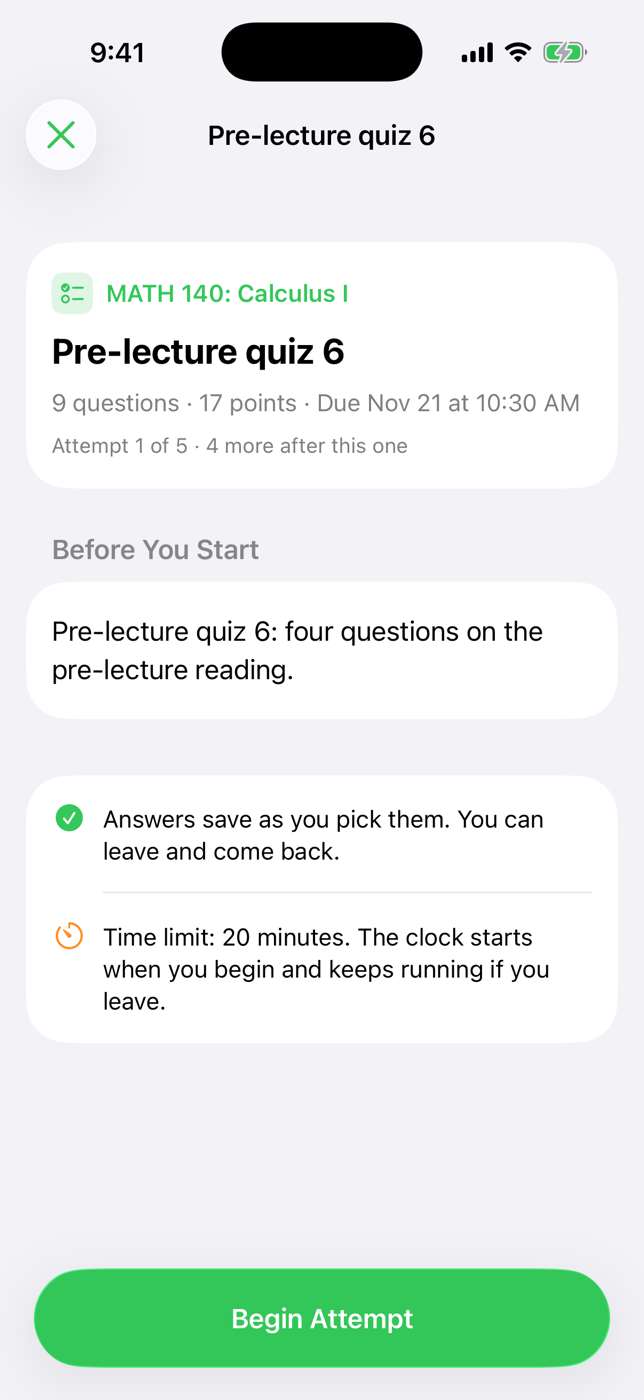 9:41
Pre-lecture quiz 6
MATH 140: Calculus I
Pre-lecture quiz 6
9 questions · 17 points · Due Nov 21 at 10:30 AM
Attempt 1 of 5 · 4 more after this one
Before You Start
Pre-lecture quiz 6: four questions on the
pre-lecture reading.
Answers save as you pick them. You can
leave and come back.
Time limit: 20 minutes. The clock starts
when you begin and keeps running if you
leave.
Begin Attempt